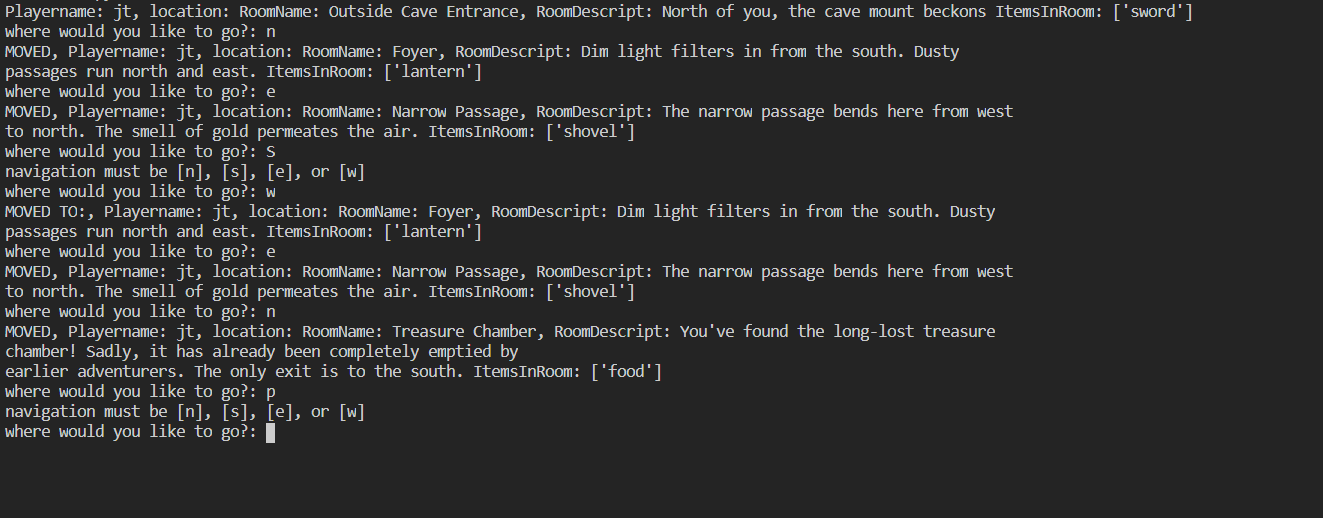 Playername: jt, location: RoomName: Outside Cave Entrance, RoomDescript: North of you, the cave mount beckons ItemsInRoom: ['sword']
where would you like to go?: n
MOVED, Playername: jt, location: RoomName: Foyer, RoomDescript: Dim light filters in from the south. Dusty
passages run north and east. ItemsInRoom: ['lantern']
where would you like to go?: e
MOVED, Playername: jt, location: RoomName: Narrow Passage, RoomDescript: The narrow passage bends here from west
to north. The smell of gold permeates the air. ItemsInRoom: ['shovel']
where would you like to go?: S
navigation must be [n], [s], [e], or [w]
where would you like to go?: w
MOVED TO:, Playername: jt, location: RoomName: Foyer, RoomDescript: Dim light filters in from the south. Dusty
passages run north and east. ItemsInRoom: ['lantern']
where would you like to go?: e
MOVED, Playername: jt, location: RoomName: Narrow Passage, RoomDescript: The narrow passage bends here from west
to north. The smell of gold permeates the air. ItemsInRoom: ['shovel']
where would you like to go?: n
MOVED, Playername: jt, location: RoomName: Treasure Chamber, RoomDescript: You've found the long-lost treasure
chamber! Sadly, it has already been completely emptied by
earlier adventurers. The only exit is to the south. ItemsInRoom: ['food']
where would you like to go?: p
navigation must be [n], [s], [e], or [w]
where would you like to go?: